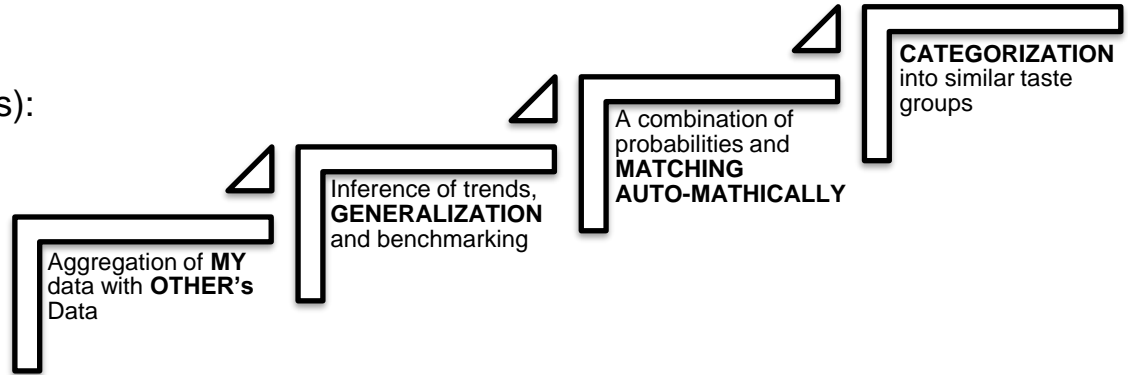 s):
Aggregation of MY
data with OTHER's
Data
Inference of trends,
GENERALIZATION
and benchmarking
A combination of
probabilities and
MATCHING
AUTO-MATHICALLY
CATEGORIZATION
into similar taste
groups